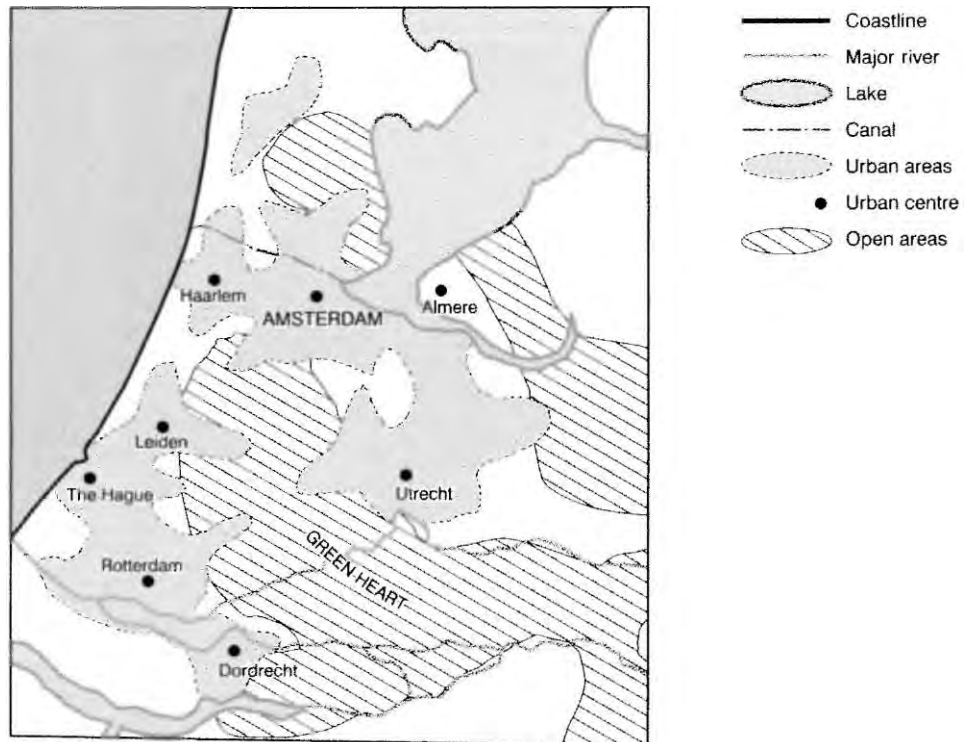 Coastline
Major river
Lake
Canal
Urban areas
Urban centre
Open areas
Haarlem
AMSTERDAM
Almere
Leiden
The Hague
Utrecht
GREEN HEART
Rotterdam
Dordrecht